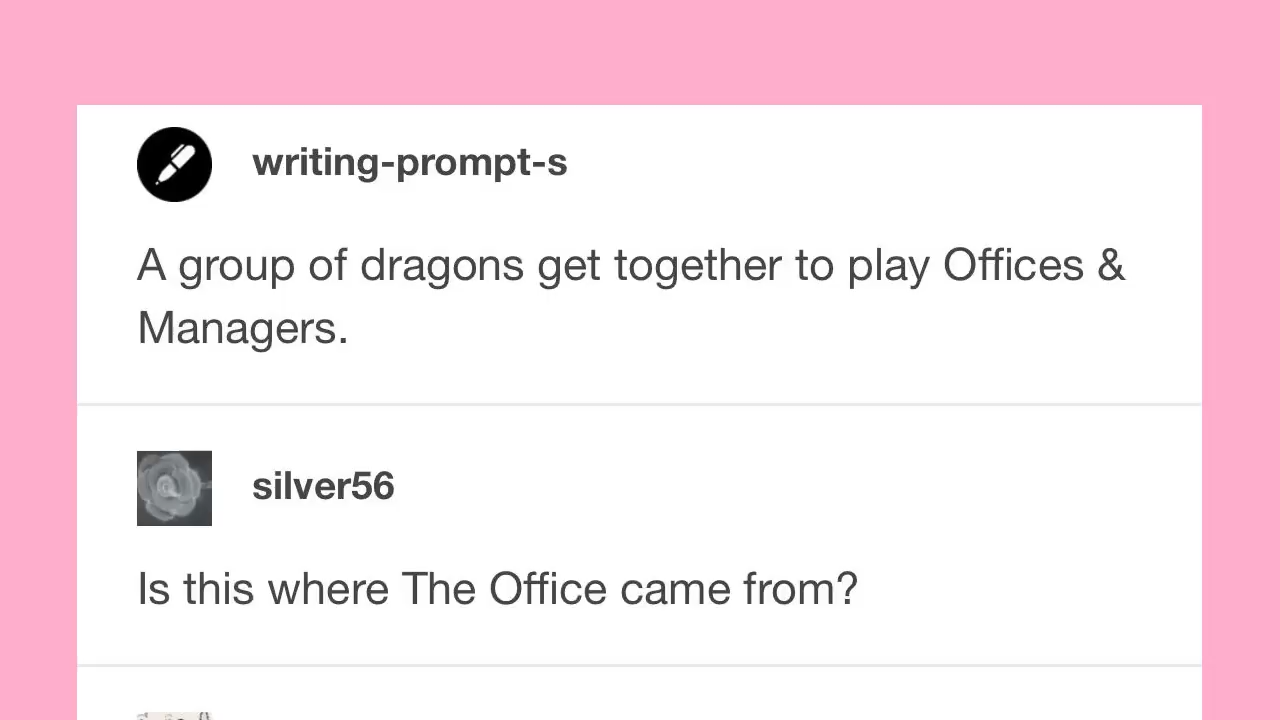 writing-prompt-s
A group of dragons get together to play Offices &
Managers.
silver56
Is this where The Office came from?